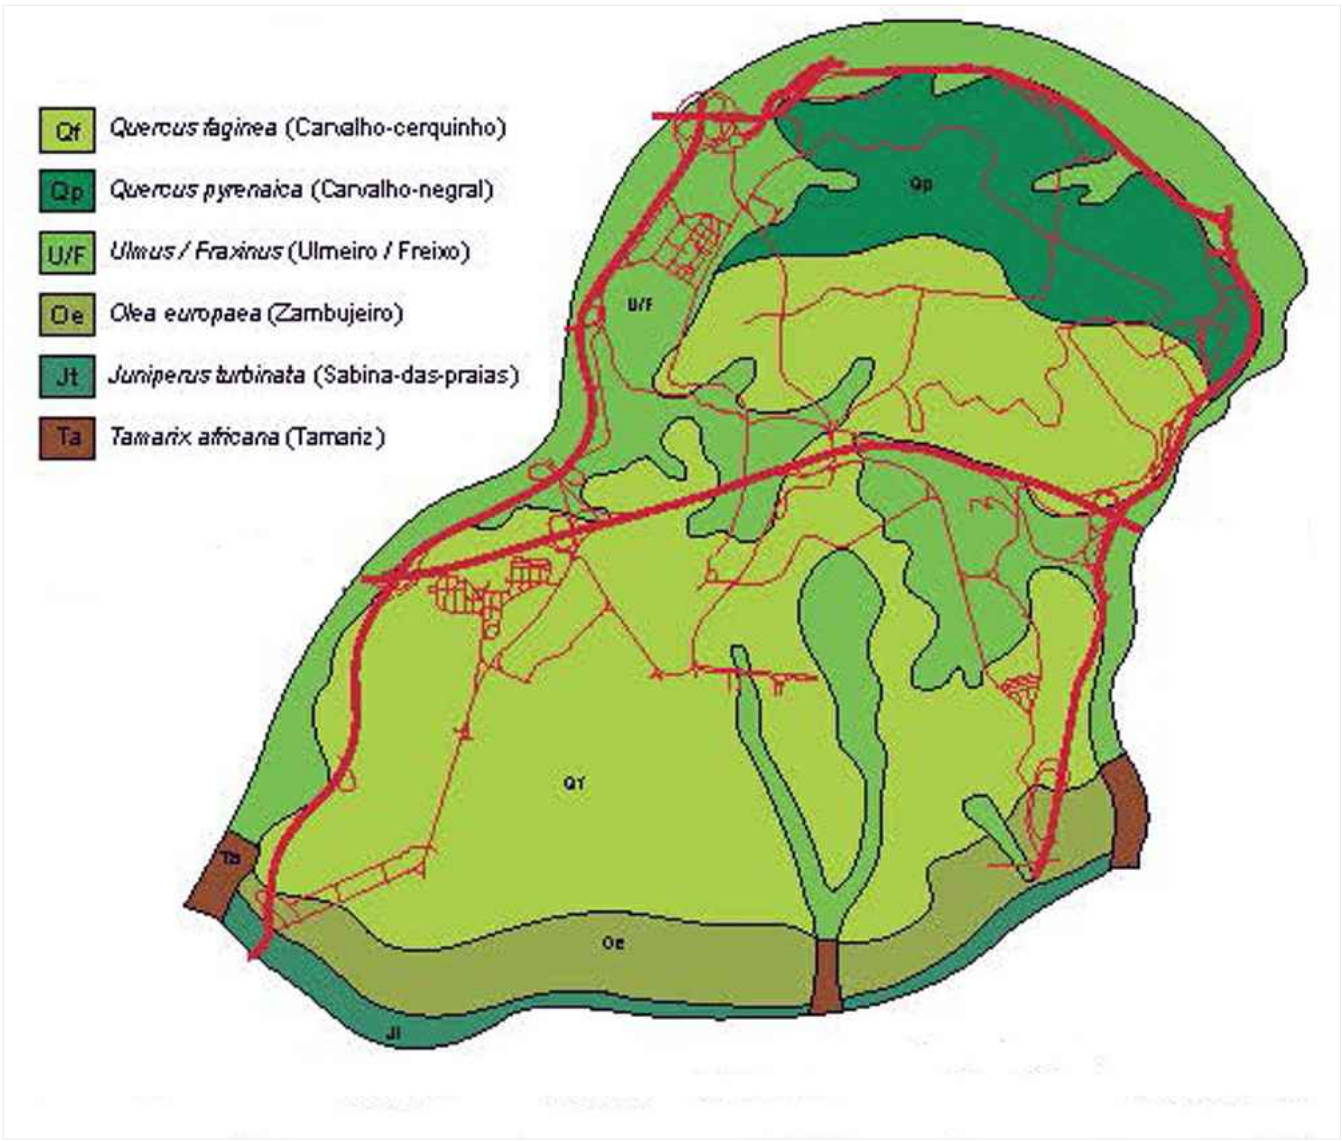 Qf Quercus faginea (Carvalho-cerquinho)
Qp Quercus pyrenaica (Carvalho-negral)
U/F Ulmus / Fraxinus (Ulmeiro / Freixo)
Oe Olea europaea (Zambujeiro)
Jt Juniperus turbinata (Sabina-das-praias)
Ta Tamarix africana (Tamariz)
Qp
U/F
Qf
Ta
Oe
Jt